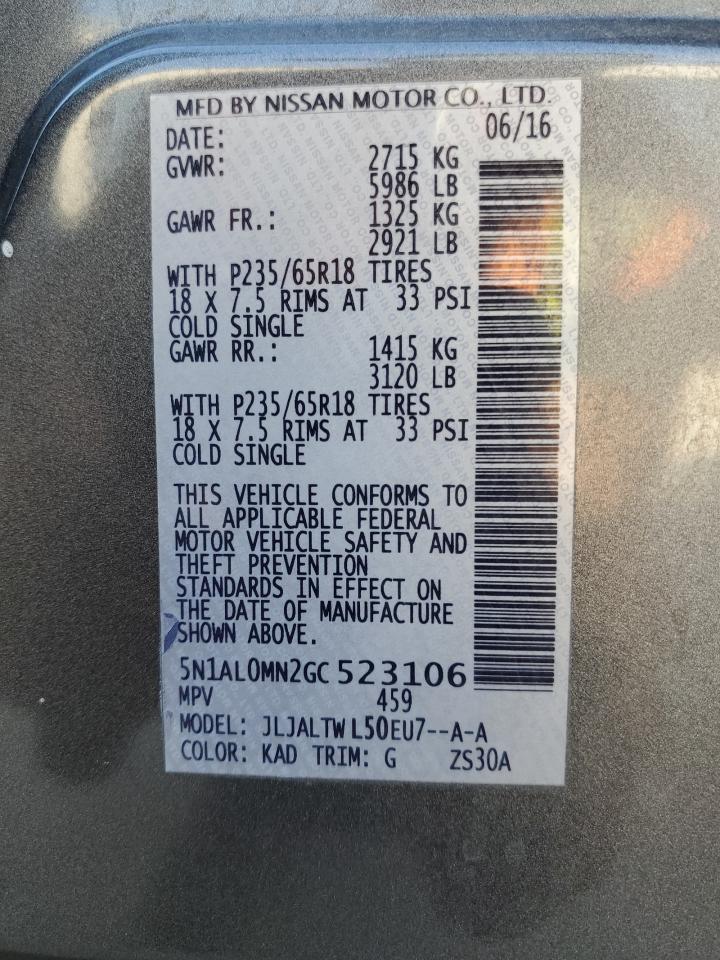 MFD BY NISSAN MOTOR CO., LTD.
DATE: 06/16
GVWR: 2715 KG
5986 LB
GAWR FR.: 1325 KG
2921 LB
WITH P235/65R18 TIRES
18 X 7.5 RIMS AT 33 PSI
COLD SINGLE
GAWR RR.: 1415 KG
3120 LB
WITH P235/65R18 TIRES
18 X 7.5 RIMS AT 33 PSI
COLD SINGLE
THIS VEHICLE CONFORMS TO
ALL APPLICABLE FEDERAL
MOTOR VEHICLE SAFETY AND
THEFT PREVENTION
STANDARDS IN EFFECT ON
THE DATE OF MANUFACTURE
SHOWN ABOVE.
5N1AL0MN2GC523106
MPV 459
MODEL: JLJALTWL50EU7--A-A
COLOR: KAD TRIM: G ZS30A